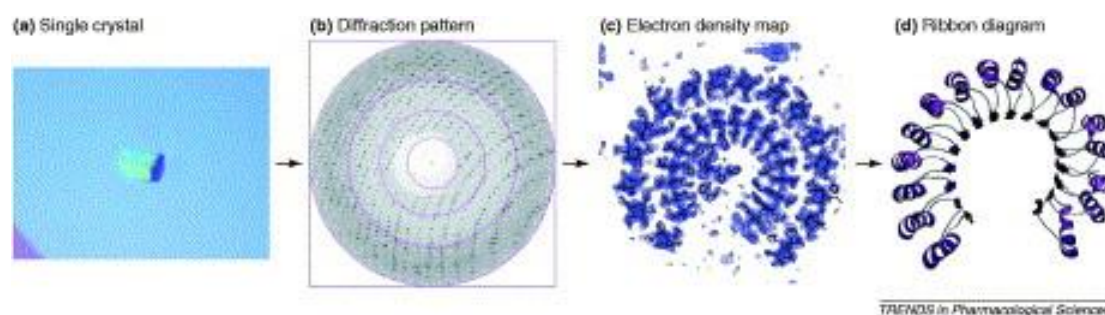 (a) Single crystal
(b) Diffraction pattern
(c) Electron density map
(d) Ribbon diagram
TRENDS in Pharmacological Sciences